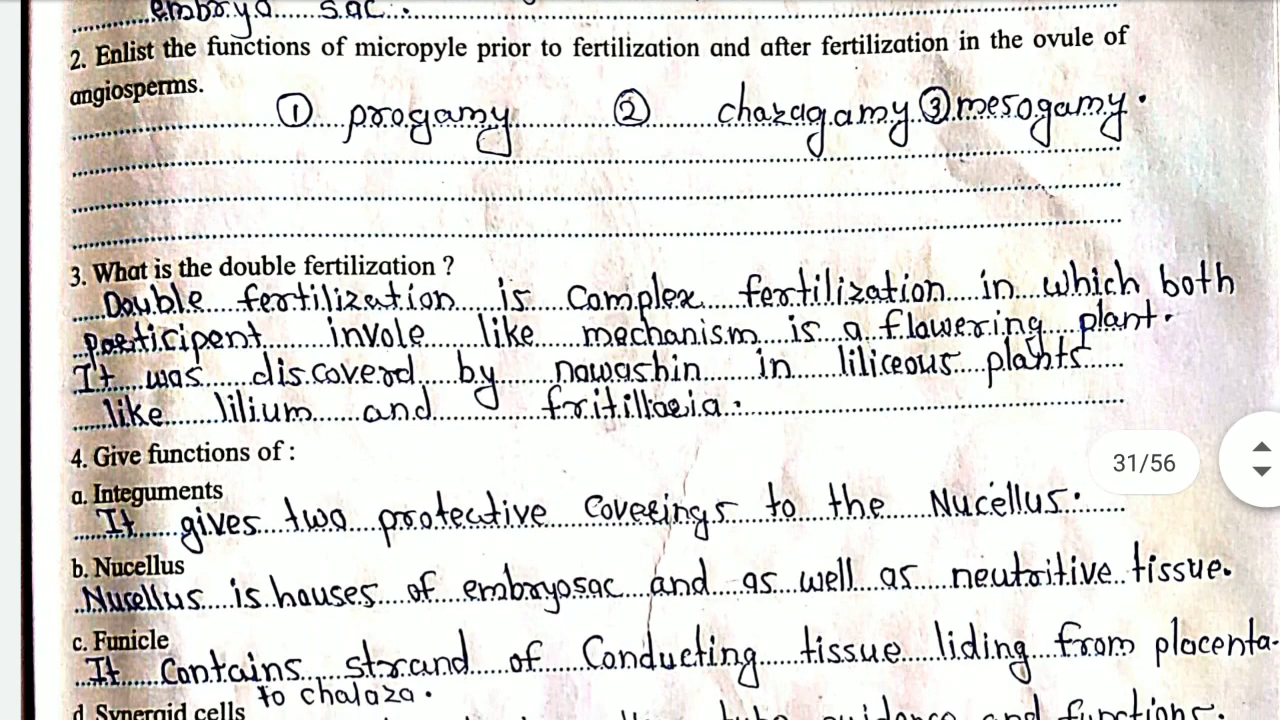 embryo sac.
2. Enlist the functions of micropyle prior to fertilization and after fertilization in the ovule of
angiosperms.
① progamy ② chazagamy ③ mesogamy.
3. What is the double fertilization ?
Double fertilization is Complex fertilization in which both
participent invole like mechanism is a flowering plant.
It was discoverd by nawashin in liliceous plants
like lilium and fritillaria.
4. Give functions of :
a. Integuments
It gives two protective Coverings to the Nucellus.
b. Nucellus
Nucellus is houses of embryosac and as well as neutritive tissue.
c. Funicle
It Contains strand of Conducting tissue liding from placenta-
to chalaza.
d. Synergid cells
guidance and functions.
31/56